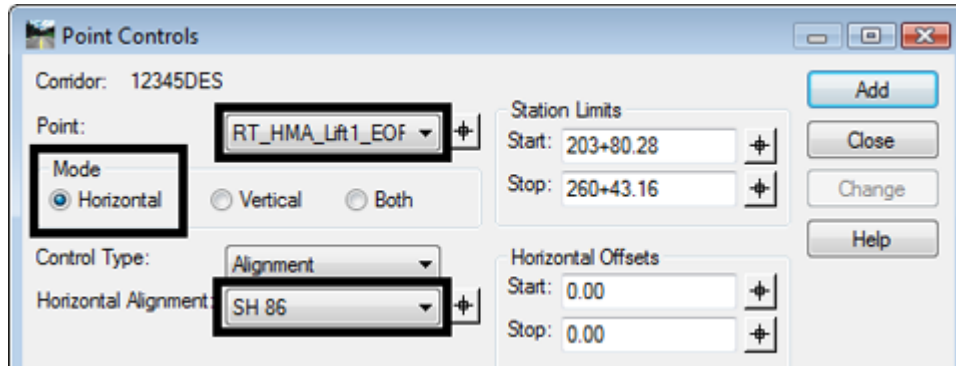 Point Controls
Corridor: 12345DES
Add
Point: RT_HMA_Lift1_EOF
Station Limits
Start: 203+80.28
Close
Mode
Horizontal Vertical Both
Stop: 260+43.16
Change
Help
Control Type: Alignment
Horizontal Offsets
Horizontal Alignment: SH 86
Start: 0.00
Stop: 0.00